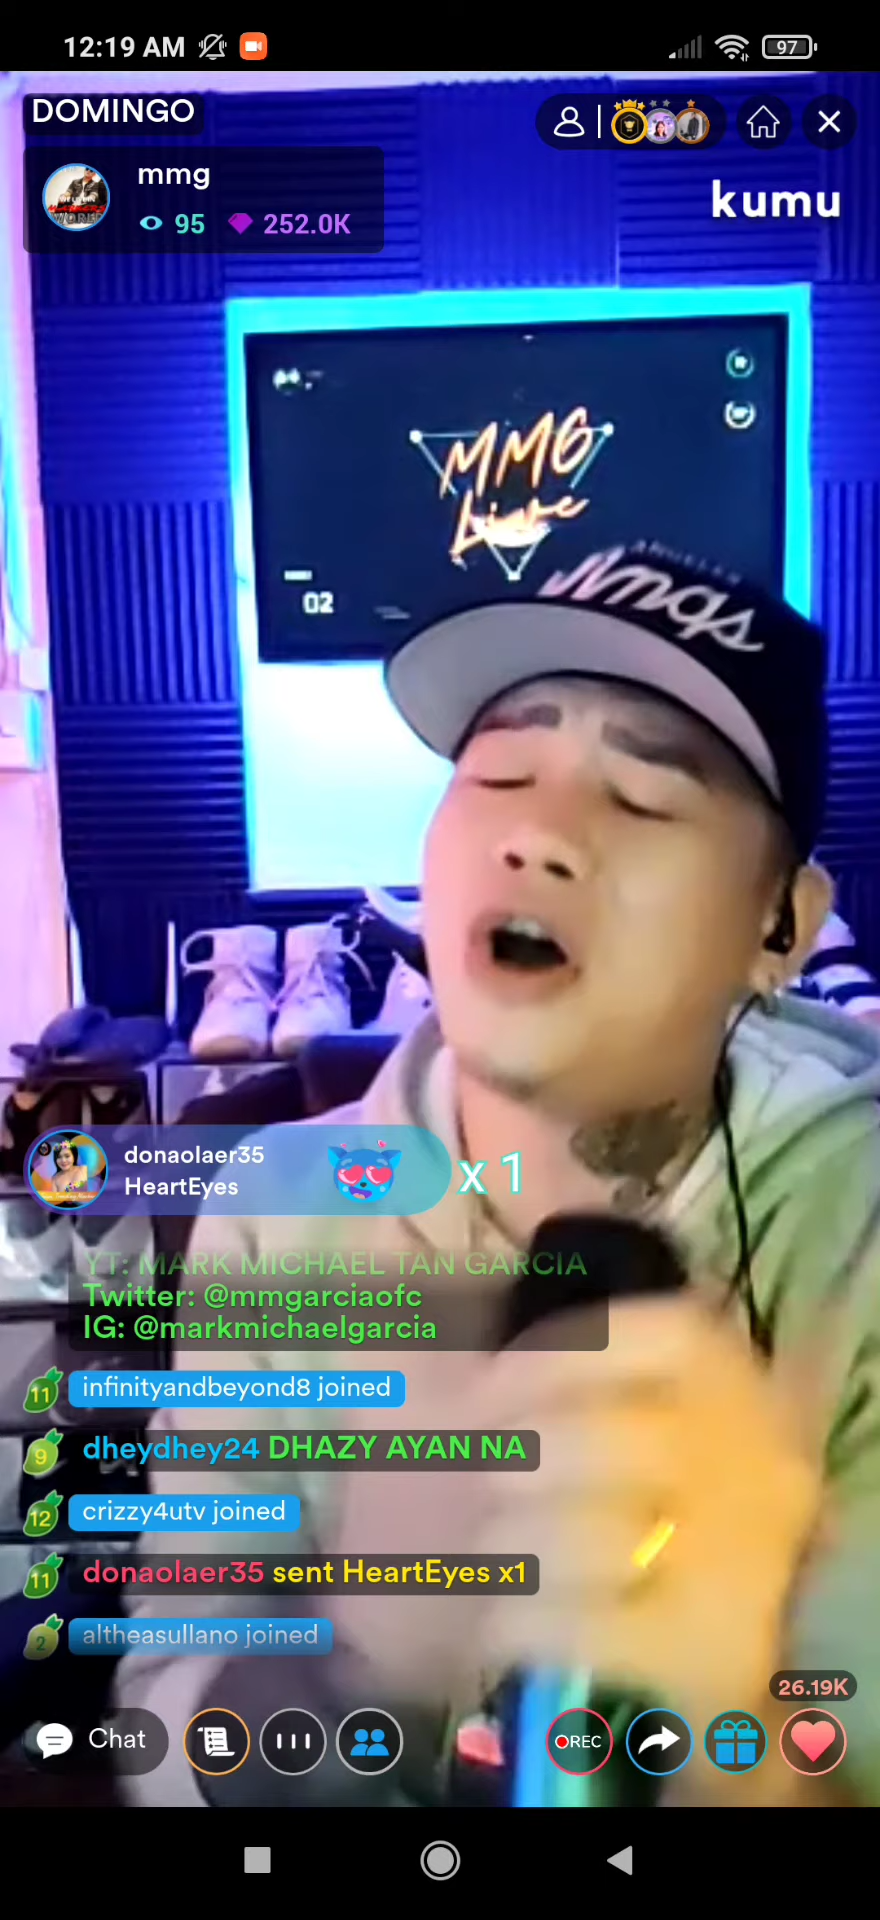 12:19 AM
97
DOMINGO
mmg
95 252.0K
kumu
MMG
Live
02
donaolaer35
HeartEyes
x 1
YT: MARK MICHAEL TAN GARCIA
Twitter: @mmgarciaofc
IG: @markmichaelgarcia
11 infinityandbeyond8 joined
9 dheydhey24 DHAZY AYAN NA
12 crizzy4utv joined
11 donaolaer35 sent HeartEyes x1
2 altheasullano joined
26.19K
Chat
REC